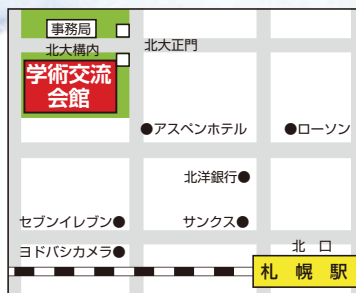 事務局
北大構内
北大正門
学術交流
会館
●アスペンホテル
●ローソン
北洋銀行●
セブンイレブン●
サンクス●
ヨドバシカメラ●
北口
札幌駅